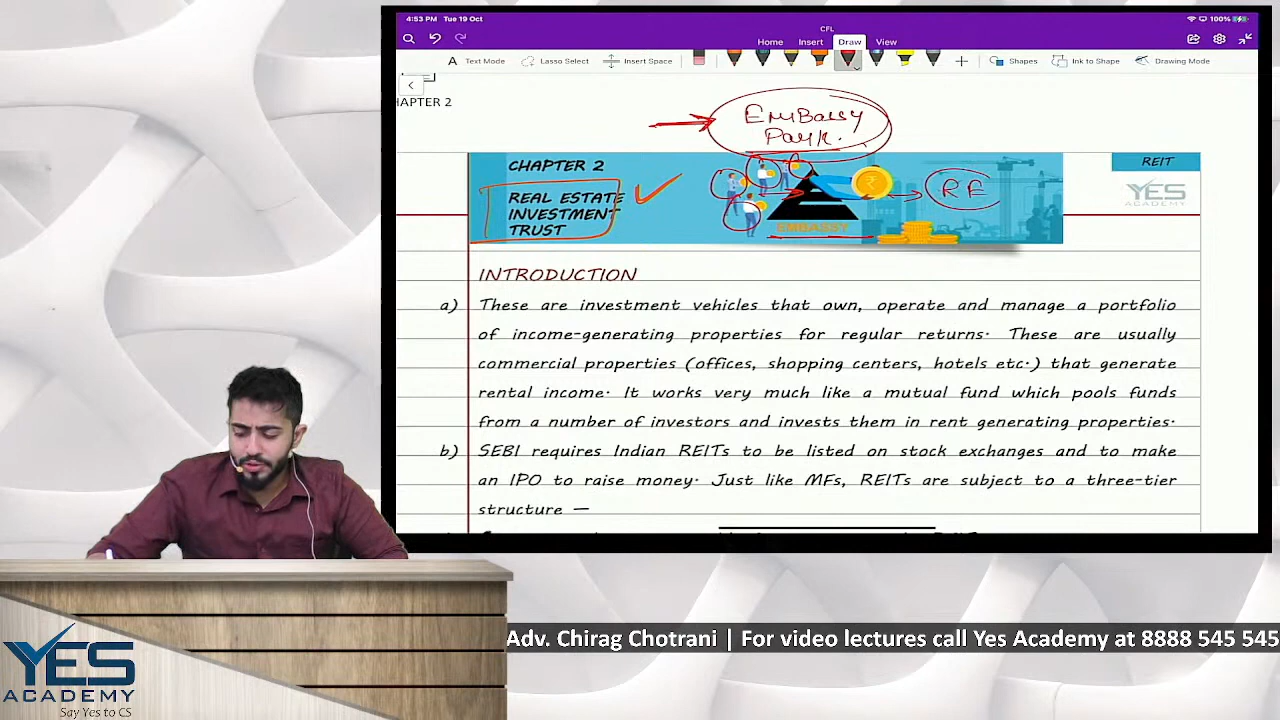 4:53 PM Tue 19 Oct
100%
CFL
Home Insert Draw View
Text Mode Lasso Select Insert Space Shapes Ink to Shape Drawing Mode
HAPTER 2
EmBassy
Park.
CHAPTER 2
REAL ESTATE
INVESTMENT
TRUST
EMBASSY
RE
REIT
YES
ACADEMY
INTRODUCTION
a) These are investment vehicles that own, operate and manage a portfolio
of income-generating properties for regular returns. These are usually
commercial properties (offices, shopping centers, hotels etc.) that generate
rental income. It works very much like a mutual fund which pools funds
from a number of investors and invests them in rent generating properties.
b) SEBI requires Indian REITs to be listed on stock exchanges and to make
an IPO to raise money. Just like MFs, REITs are subject to a three-tier
structure —
YES
ACADEMY
Say Yes to CS
Adv. Chirag Chotrani | For video lectures call Yes Academy at 8888 545 545